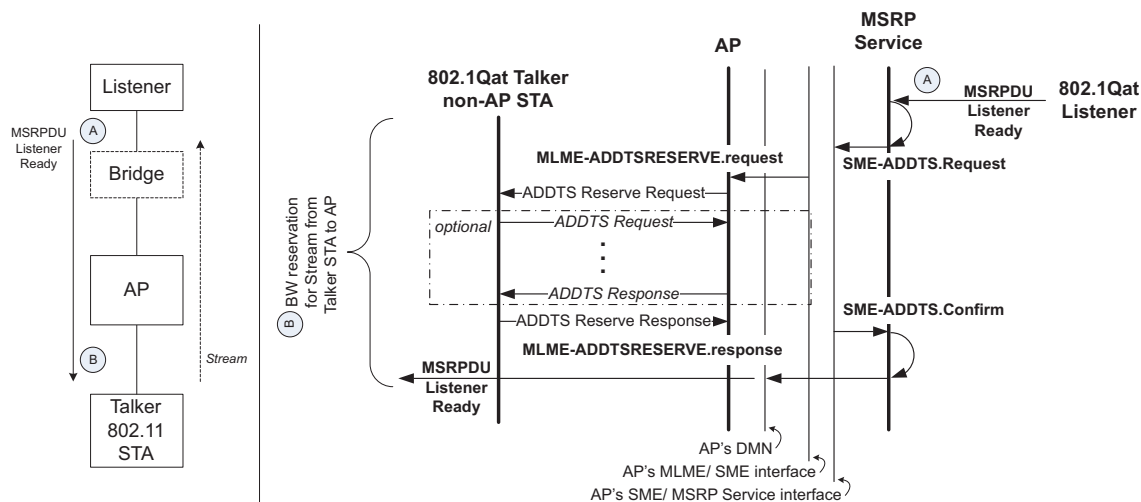 Listener
A
MSRPDU
Listener
Ready
Bridge
AP
B
Stream
Talker
802.11
STA
B
BW reservation
for Stream from
Talker STA to AP
802.1Qat Talker
non-AP STA
AP
MSRP
Service
A
MSRPDU
Listener
Ready
802.1Qat
Listener
MLME-ADDTSRESERVE.request
SME-ADDTS.Request
ADDTS Reserve Request
optional
ADDTS Request
ADDTS Response
SME-ADDTS.Confirm
ADDTS Reserve Response
MLME-ADDTSRESERVE.response
MSRPDU
Listener
Ready
AP's DMN
AP's MLME/ SME interface
AP's SME/ MSRP Service interface